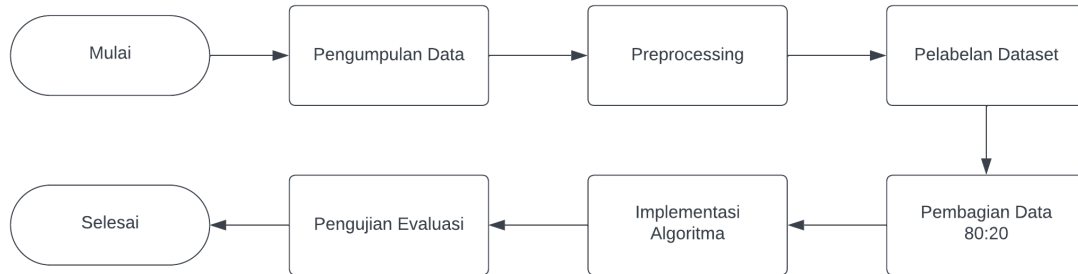 Mulai
Pengumpulan Data
Preprocessing
Pelabelan Dataset
Pembagian Data
80:20
Implementasi
Algoritma
Pengujian Evaluasi
Selesai